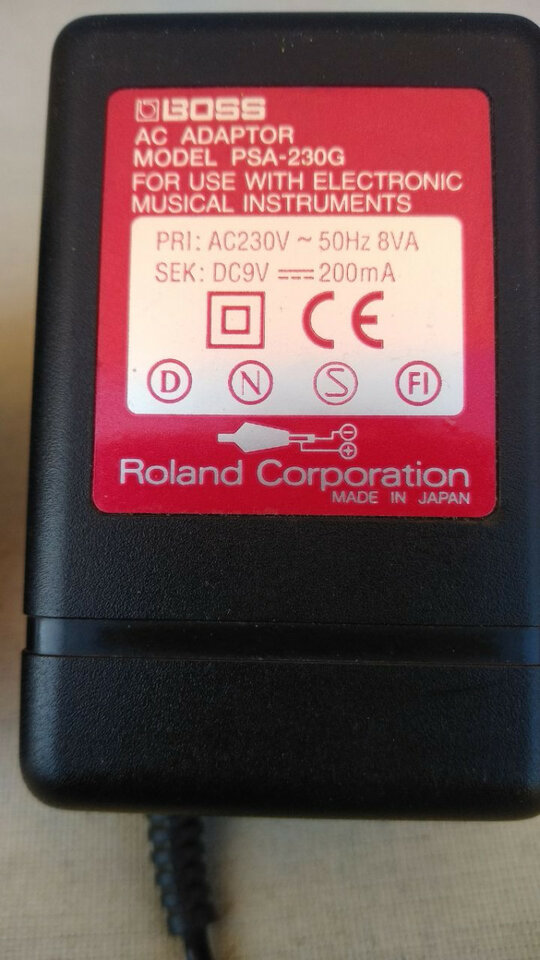 BOSS
AC ADAPTOR
MODEL PSA-230G
FOR USE WITH ELECTRONIC
MUSICAL INSTRUMENTS
PRI: AC230V ~ 50Hz 8VA
SEK: DC9V ⎓ 200mA
CE
D N S FI
Roland Corporation
MADE IN JAPAN